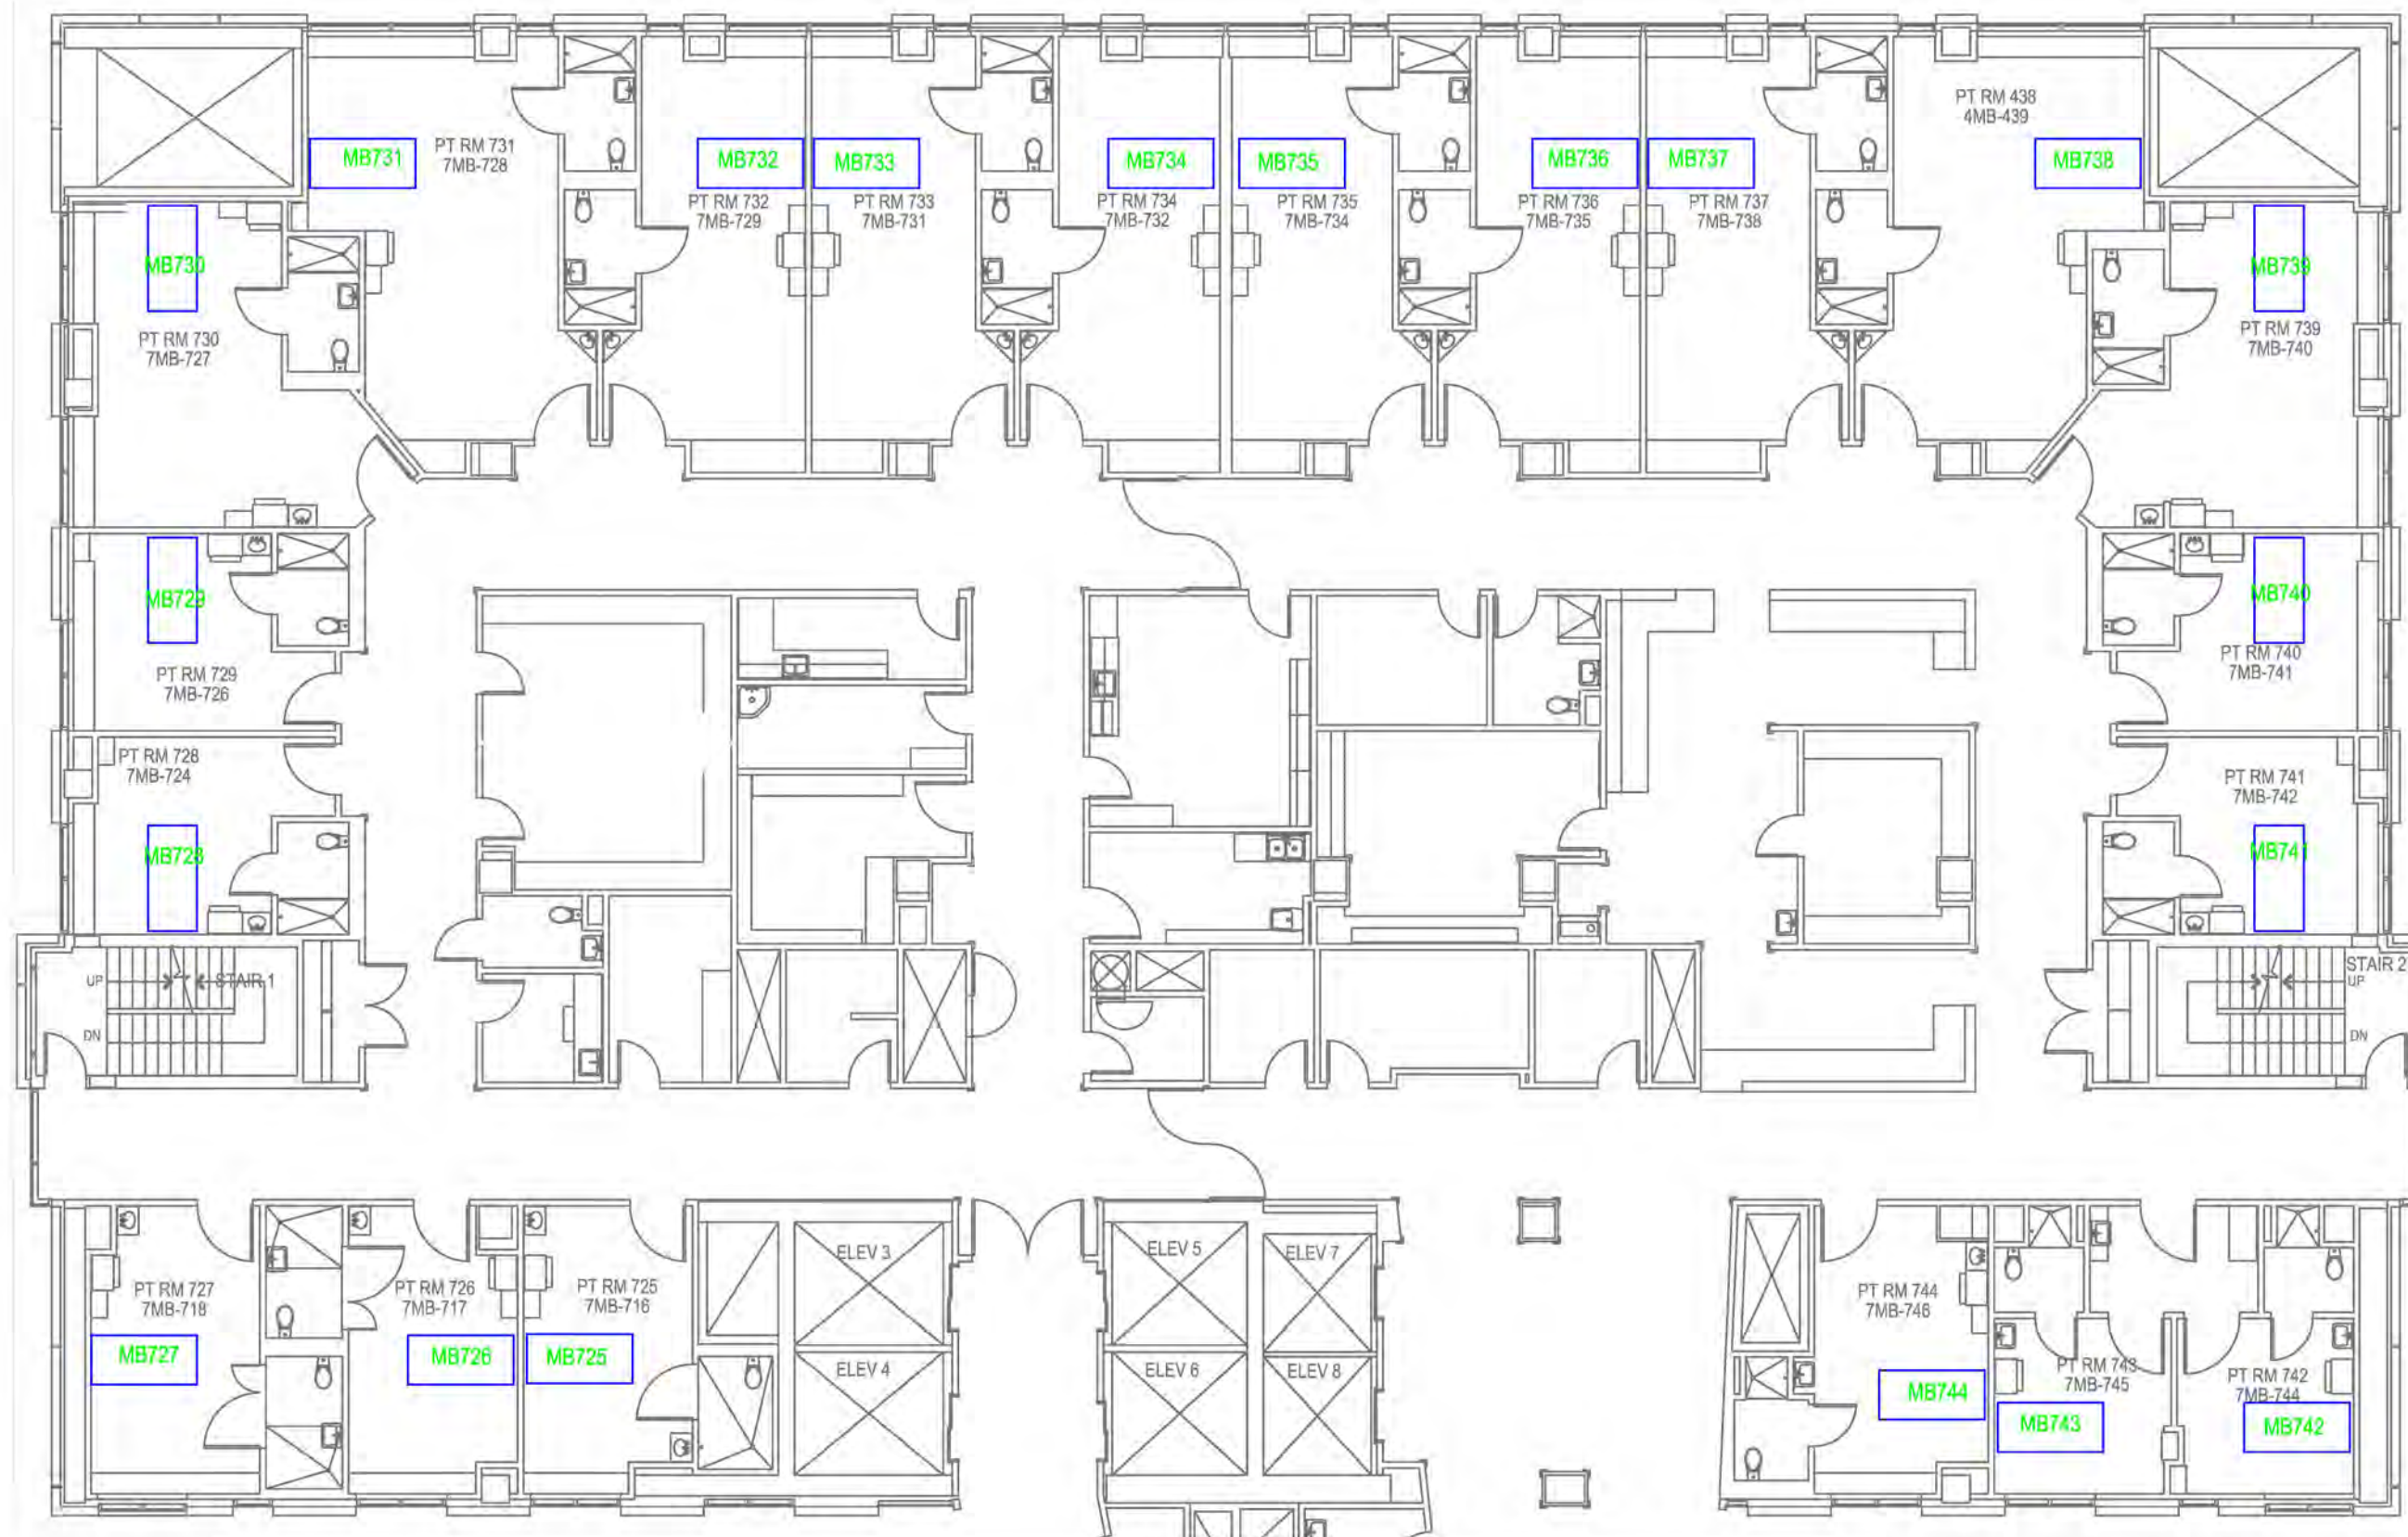 PT RM 438
4MB-439
MB731
PT RM 731
7MB-728
MB732
MB733
MB734
MB735
MB736
MB737
MB738
PT RM 732
7MB-729
PT RM 733
7MB-731
PT RM 734
7MB-732
PT RM 735
7MB-734
PT RM 736
7MB-735
PT RM 737
7MB-738
MB730
MB739
PT RM 730
7MB-727
PT RM 739
7MB-740
MB729
MB740
PT RM 729
7MB-726
PT RM 740
7MB-741
PT RM 728
7MB-724
PT RM 741
7MB-742
MB728
MB741
UP
STAIR 1
DN
STAIR 2
UP
DN
ELEV 3
ELEV 5
ELEV 7
PT RM 727
7MB-718
PT RM 726
7MB-717
PT RM 725
7MB-716
PT RM 744
7MB-746
MB727
MB726
MB725
ELEV 4
ELEV 6
ELEV 8
PT RM 743
7MB-745
PT RM 742
7MB-744
MB744
MB743
MB742